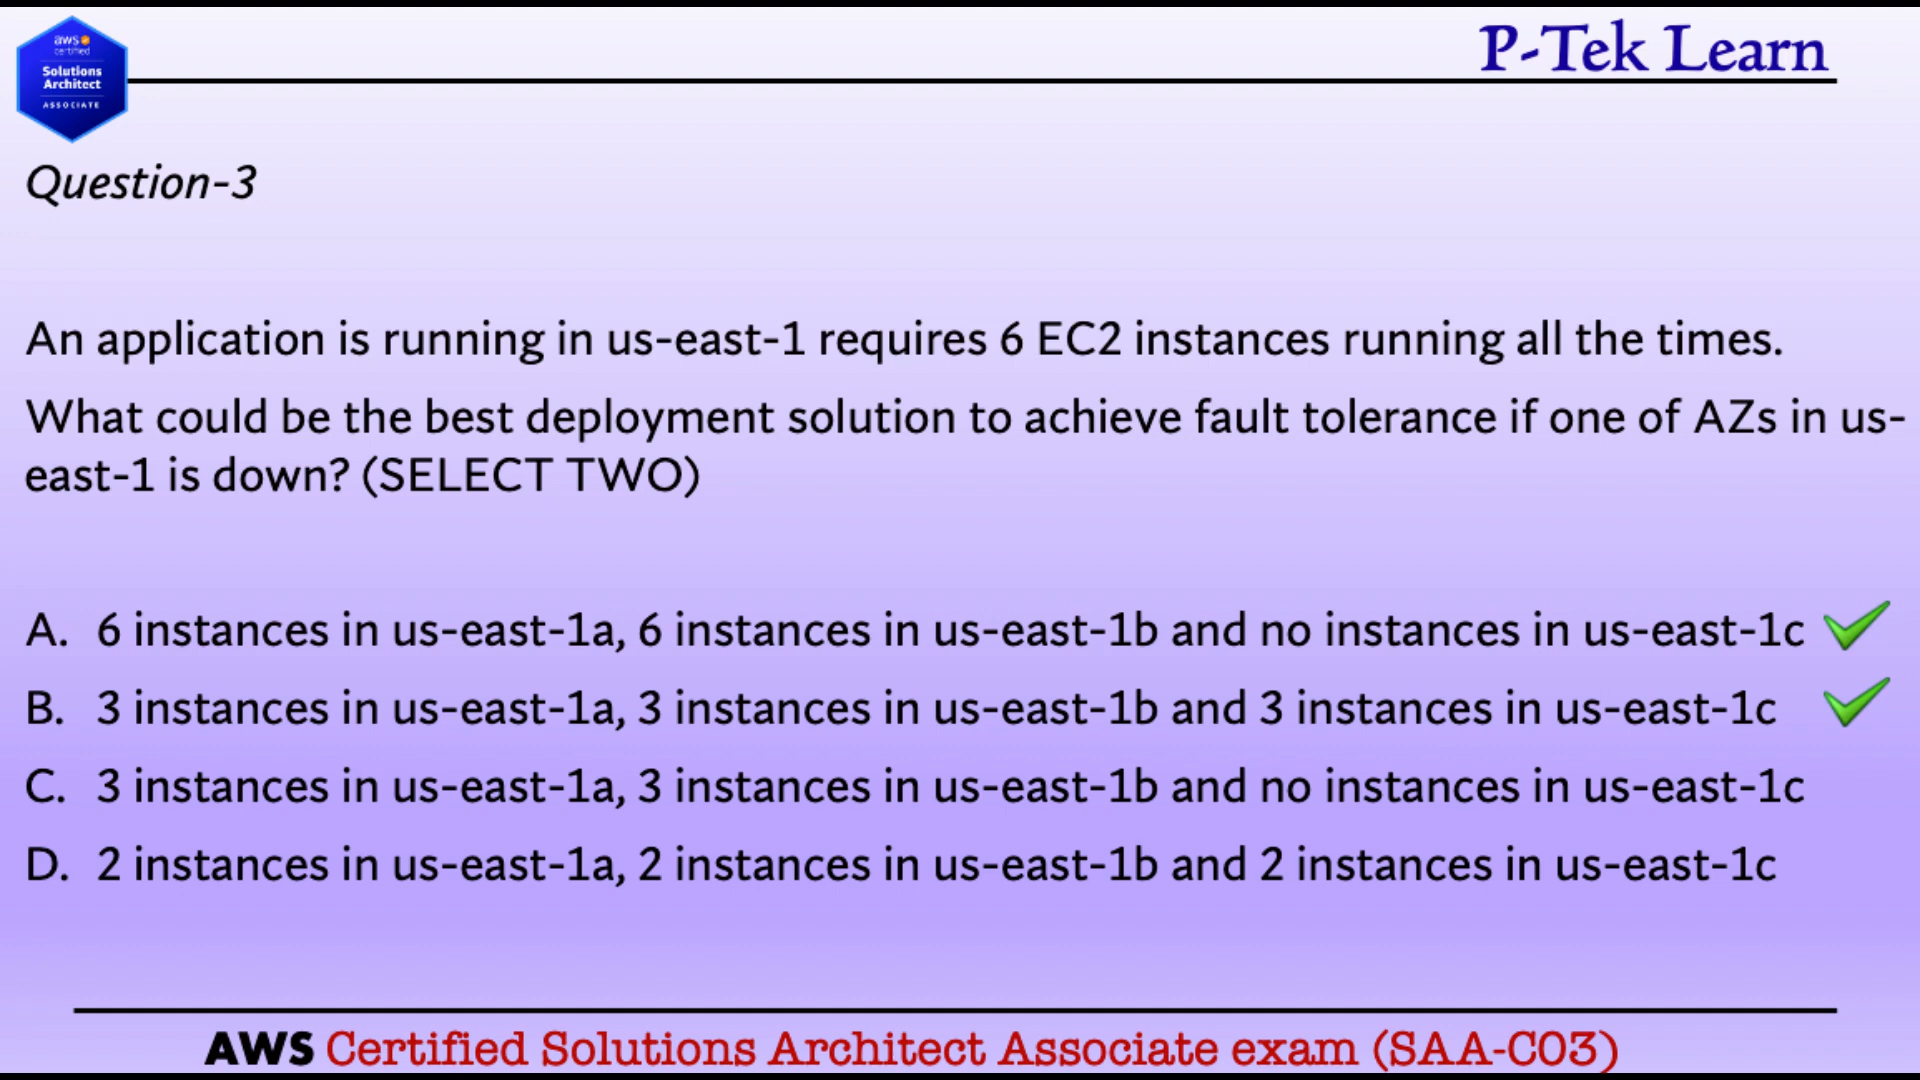 aws
certified
Solutions
Architect
ASSOCIATE
P-Tek Learn
Question-3
An application is running in us-east-1 requires 6 EC2 instances running all the times.
What could be the best deployment solution to achieve fault tolerance if one of AZs in us-
east-1 is down? (SELECT TWO)
A. 6 instances in us-east-1a, 6 instances in us-east-1b and no instances in us-east-1c
B. 3 instances in us-east-1a, 3 instances in us-east-1b and 3 instances in us-east-1c
C. 3 instances in us-east-1a, 3 instances in us-east-1b and no instances in us-east-1c
D. 2 instances in us-east-1a, 2 instances in us-east-1b and 2 instances in us-east-1c
AWS Certified Solutions Architect Associate exam (SAA-C03)